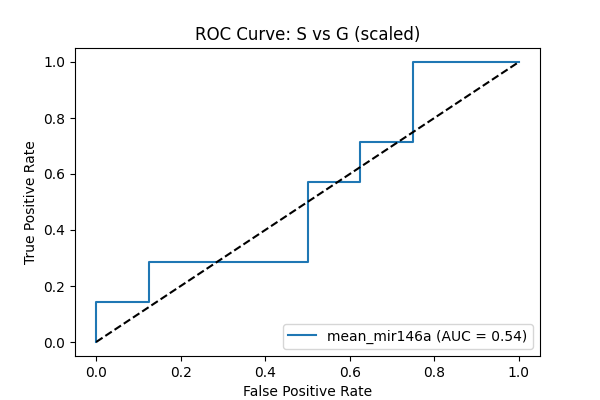 ROC Curve: S vs G (scaled)
True Positive Rate
1.0
0.8
0.6
0.4
0.2
0.0
mean_mir146a (AUC = 0.54)
0.0 0.2 0.4 0.6 0.8 1.0
False Positive Rate